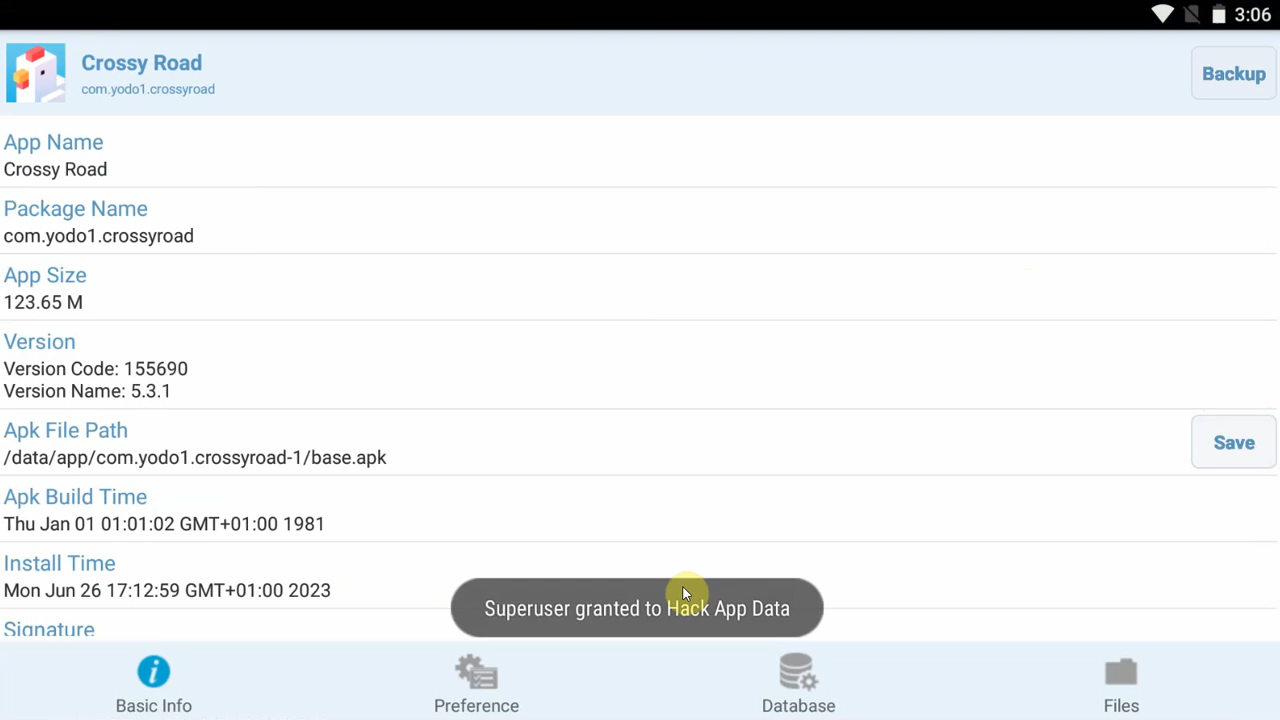 3:06
Crossy Road
com.yodo1.crossyroad
Backup
App Name
Crossy Road
Package Name
com.yodo1.crossyroad
App Size
123.65 M
Version
Version Code: 155690
Version Name: 5.3.1
Apk File Path
/data/app/com.yodo1.crossyroad-1/base.apk
Save
Apk Build Time
Thu Jan 01 01:01:02 GMT+01:00 1981
Install Time
Mon Jun 26 17:12:59 GMT+01:00 2023
Superuser granted to Hack App Data
Signature
Basic Info
Preference
Database
Files